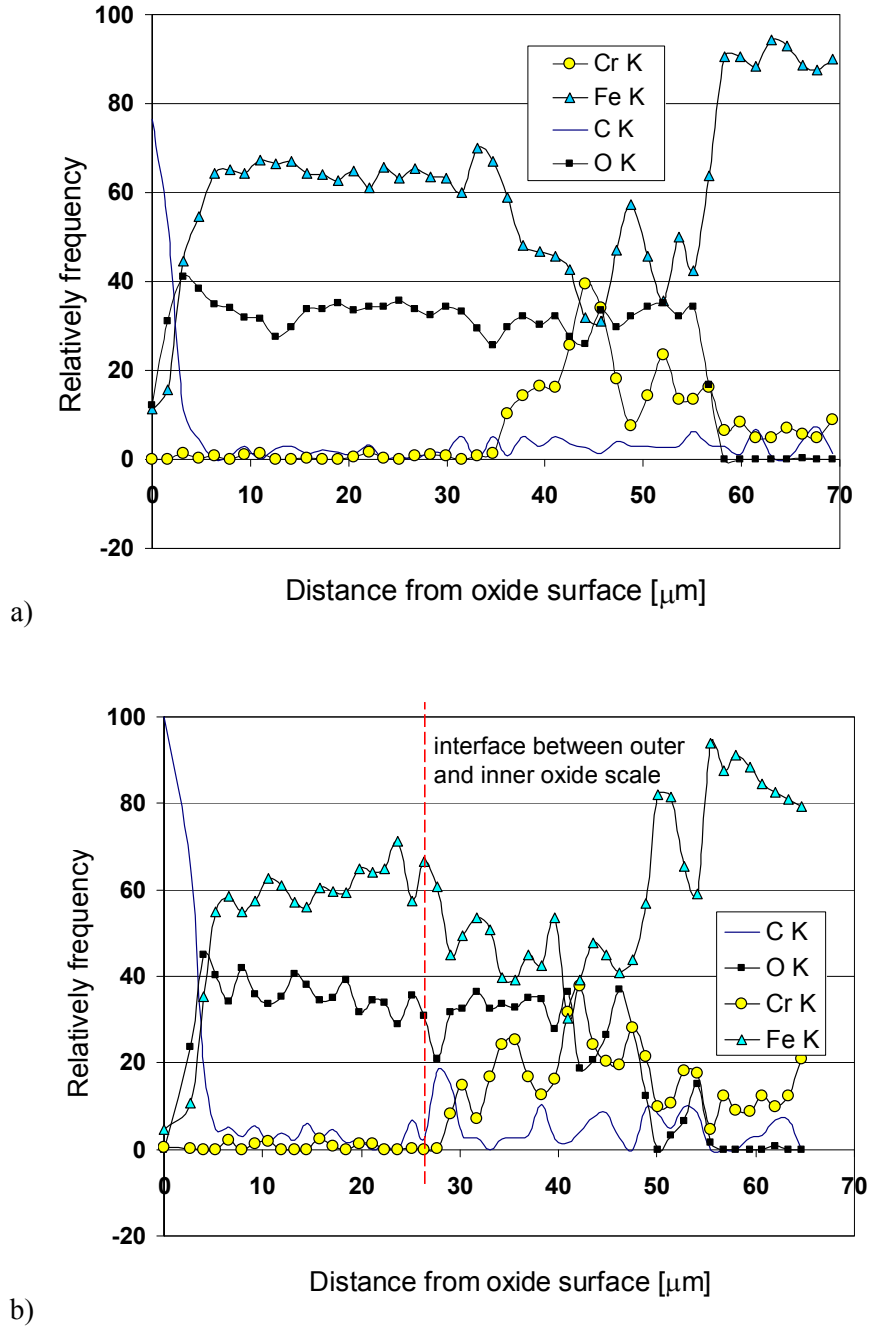 100
80
60
40
20
0
-20
Relatively frequency
Cr K
Fe K
C K
O K
0 10 20 30 40 50 60 70
Distance from oxide surface [μm]
a)
100
80
60
40
20
0
-20
Relatively frequency
interface between outer
and inner oxide scale
C K
O K
Cr K
Fe K
0 10 20 30 40 50 60 70
Distance from oxide surface [μm]
b)